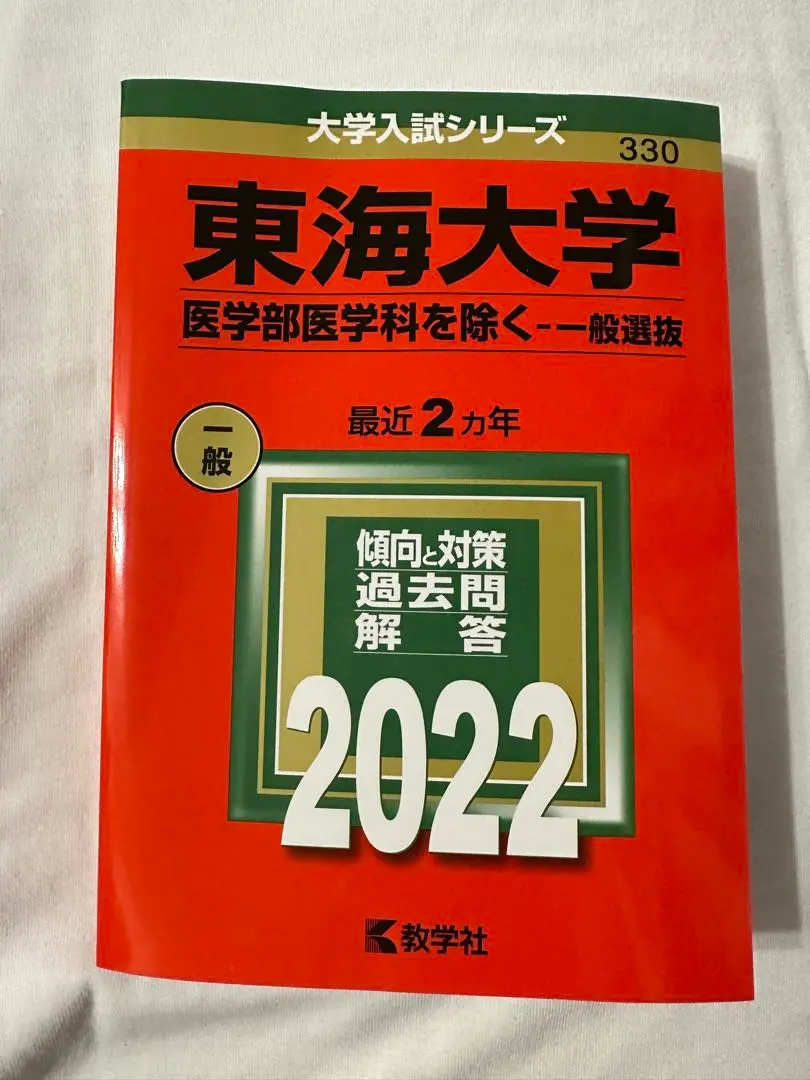 大学入試シリーズ
330
東海大学
医学部医学科を除く-一般選抜
最近2カ年
一般
傾向と対策
過去問
解答
2022
教学社